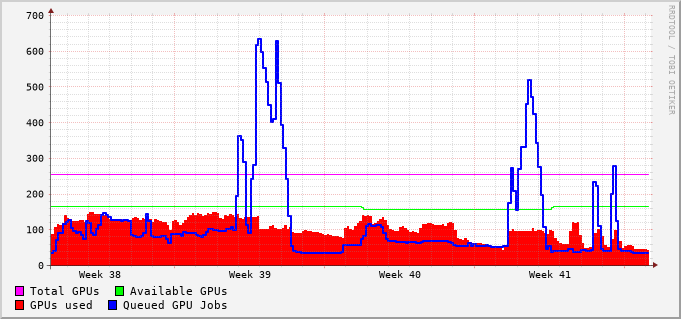 700
600
500
400
300
200
100
0
Week 38 Week 39 Week 40 Week 41
Total GPUs Available GPUs
GPUs used Queued GPU Jobs
RRDTOOL / TOBI OETIKER